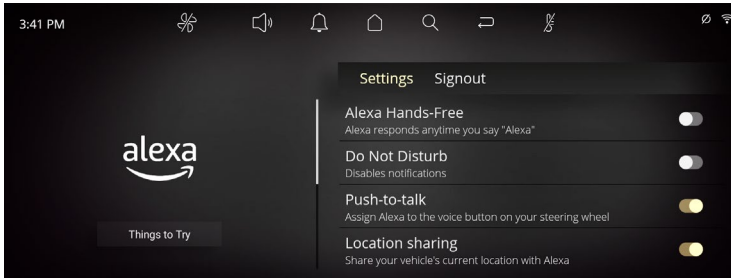 3:41 PM
Settings Signout
Alexa Hands-Free
Alexa responds anytime you say "Alexa"
Do Not Disturb
Disables notifications
alexa
Push-to-talk
Assign Alexa to the voice button on your steering wheel
Things to Try
Location sharing
Share your vehicle's current location with Alexa